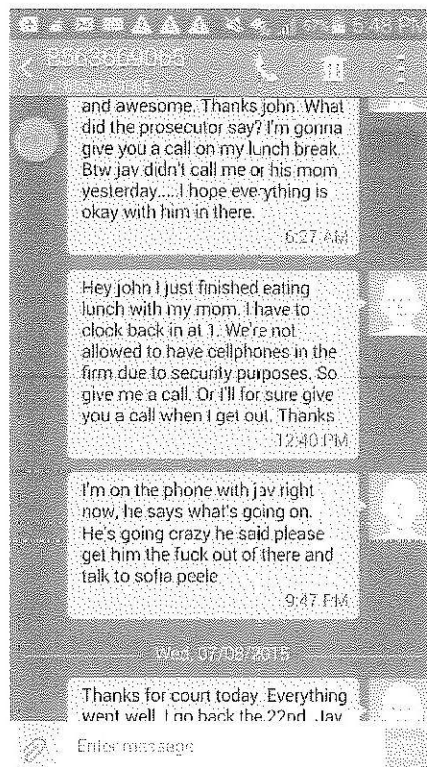 5:48 PM
and awesome. Thanks john. What
did the prosecutor say? I'm gonna
give you a call on my lunch break.
Btw jav didn't call me or his mom
yesterday.... I hope everything is
okay with him in there.
6:27 AM
Hey john I just finished eating
lunch with my mom. I have to
clock back in at 1. We're not
allowed to have cellphones in the
firm due to security purposes. So
give me a call. Or I'll for sure give
you a call when I get out. Thanks
12:40 PM
I'm on the phone with jav right
now, he says what's going on.
He's going crazy he said please
get him the fuck out of there and
talk to sofia peele
9:47 PM
Wed, 07/08/2015
Thanks for court today. Everything
went well. I go back the 22nd. Jav
Enter message